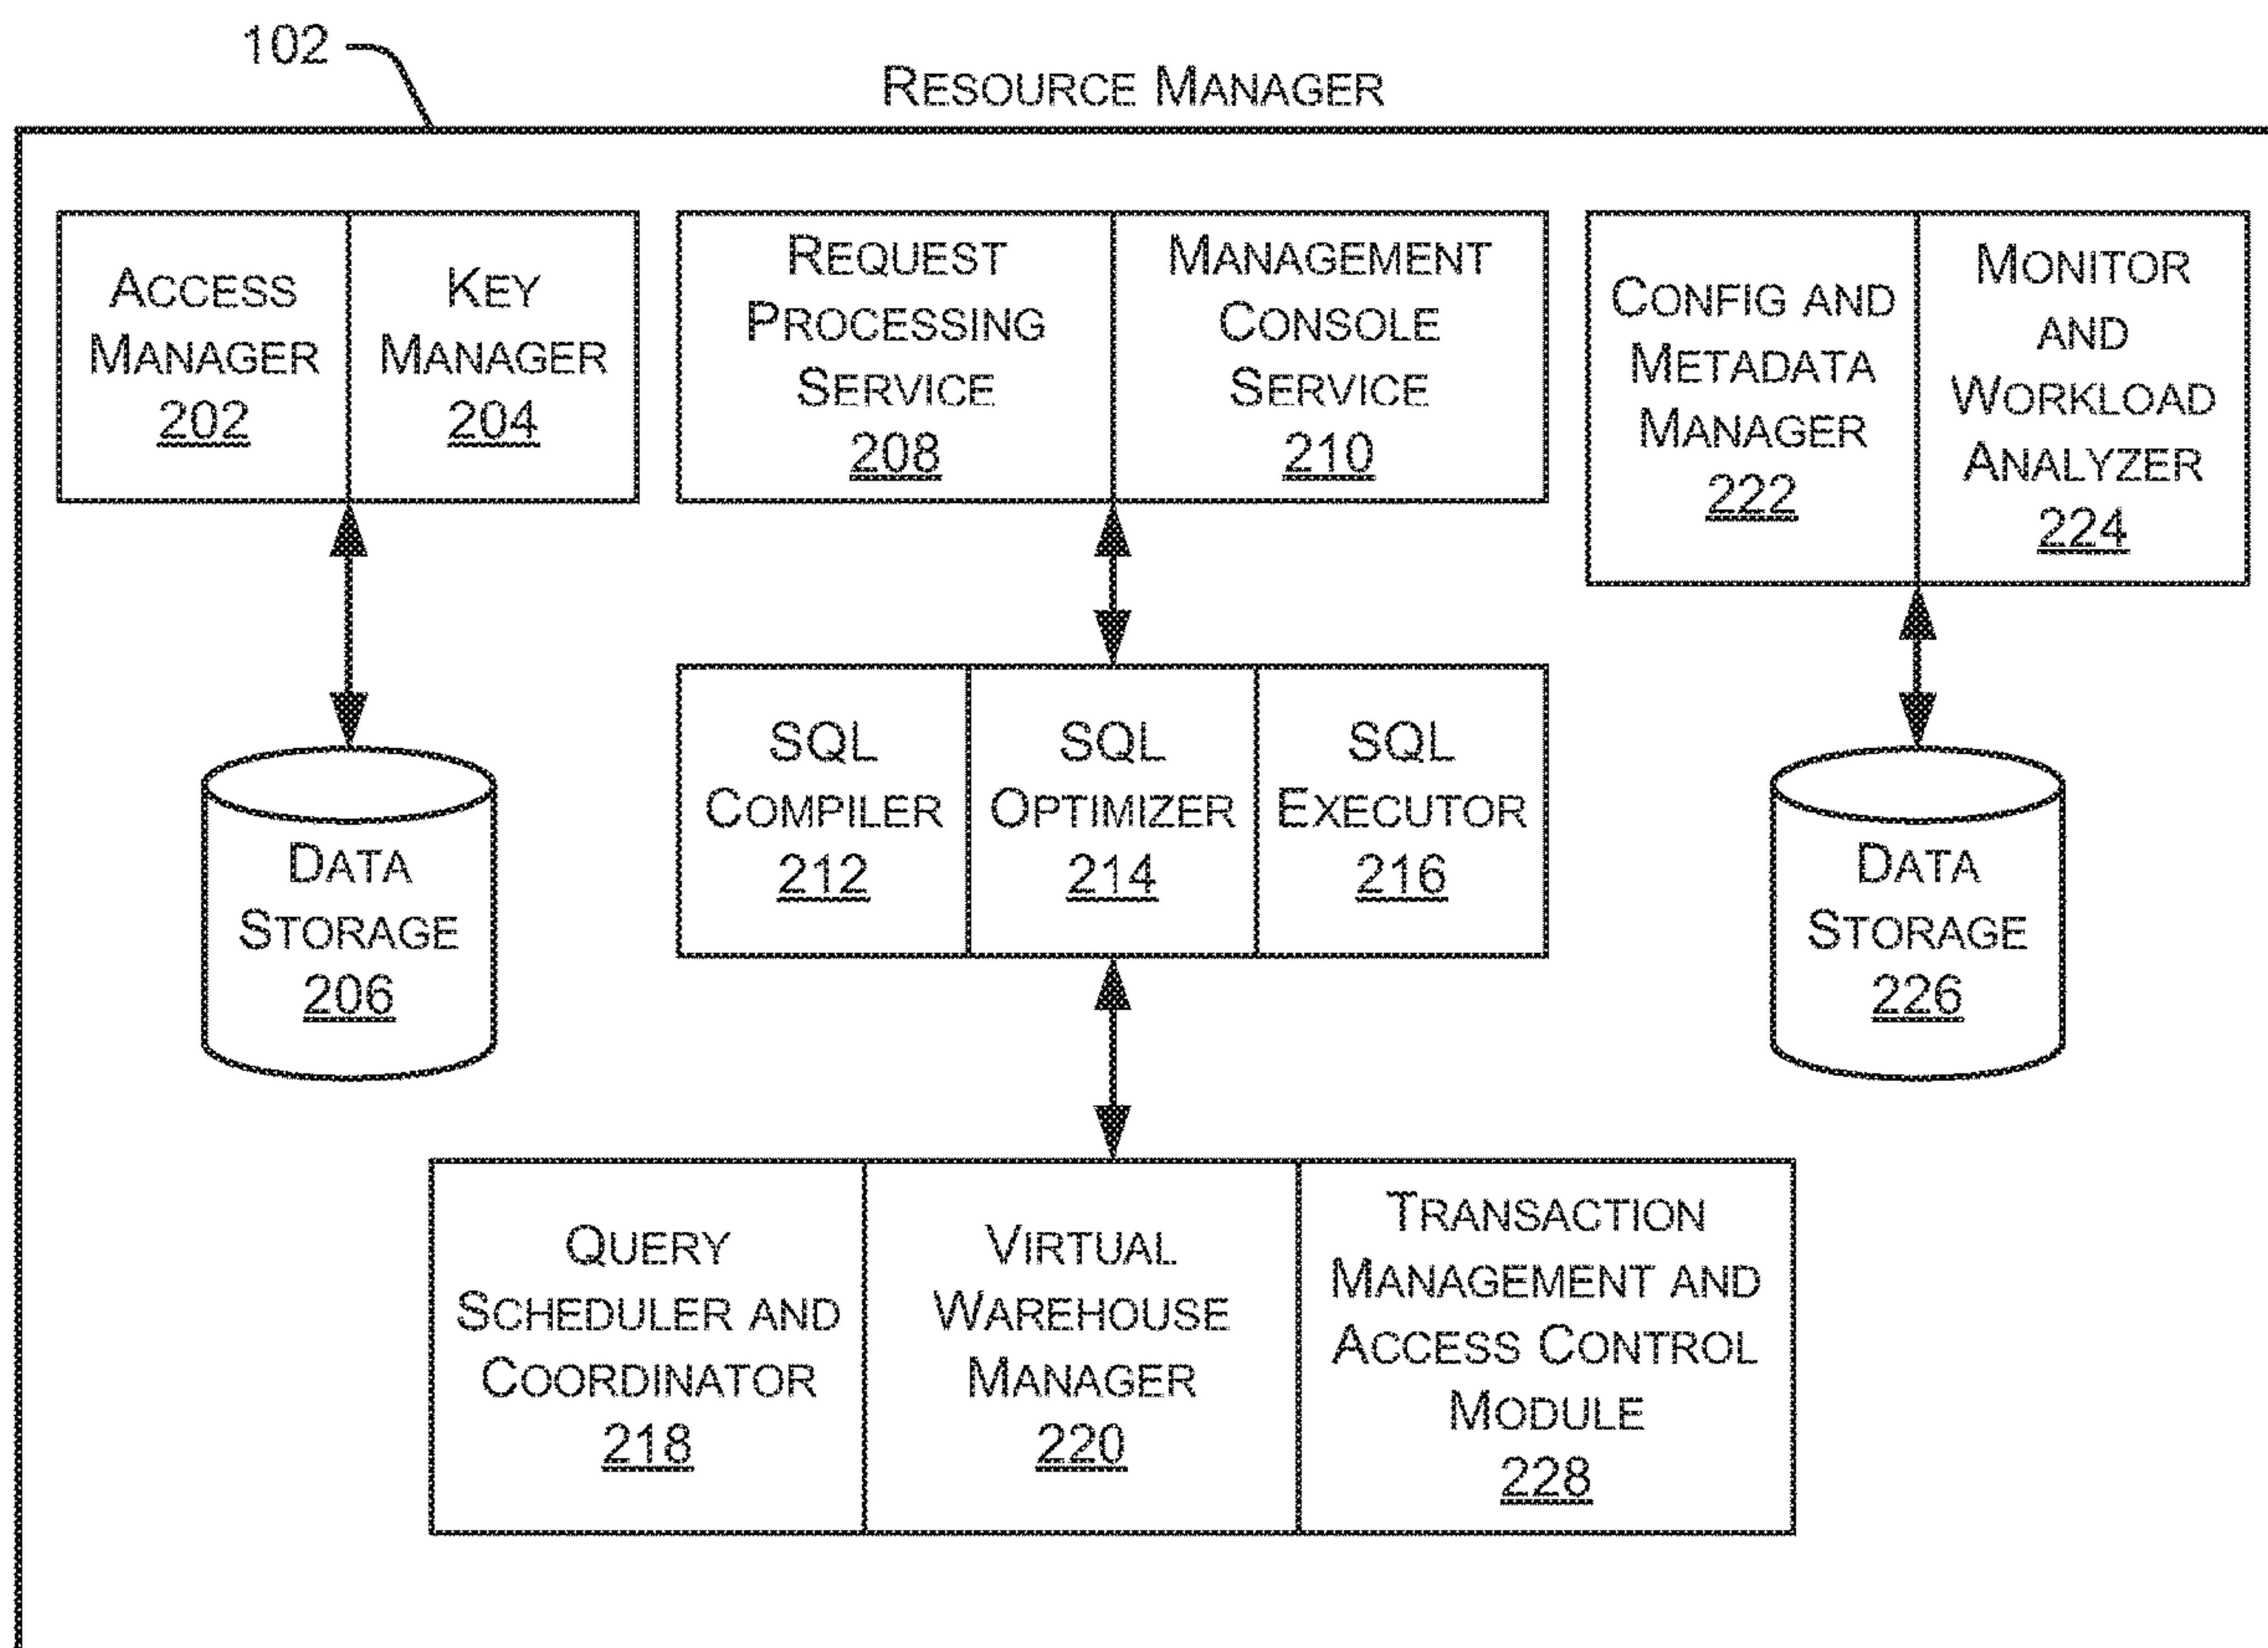 102
RESOURCE MANAGER
ACCESS
MANAGER
202
KEY
MANAGER
204
REQUEST
PROCESSING
SERVICE
208
MANAGEMENT
CONSOLE
SERVICE
210
CONFIG AND
METADATA
MANAGER
222
MONITOR
AND
WORKLOAD
ANALYZER
224
DATA
STORAGE
206
SQL
COMPILER
212
SQL
OPTIMIZER
214
SQL
EXECUTOR
216
DATA
STORAGE
226
QUERY
SCHEDULER AND
COORDINATOR
218
VIRTUAL
WAREHOUSE
MANAGER
220
TRANSACTION
MANAGEMENT AND
ACCESS CONTROL
MODULE
228